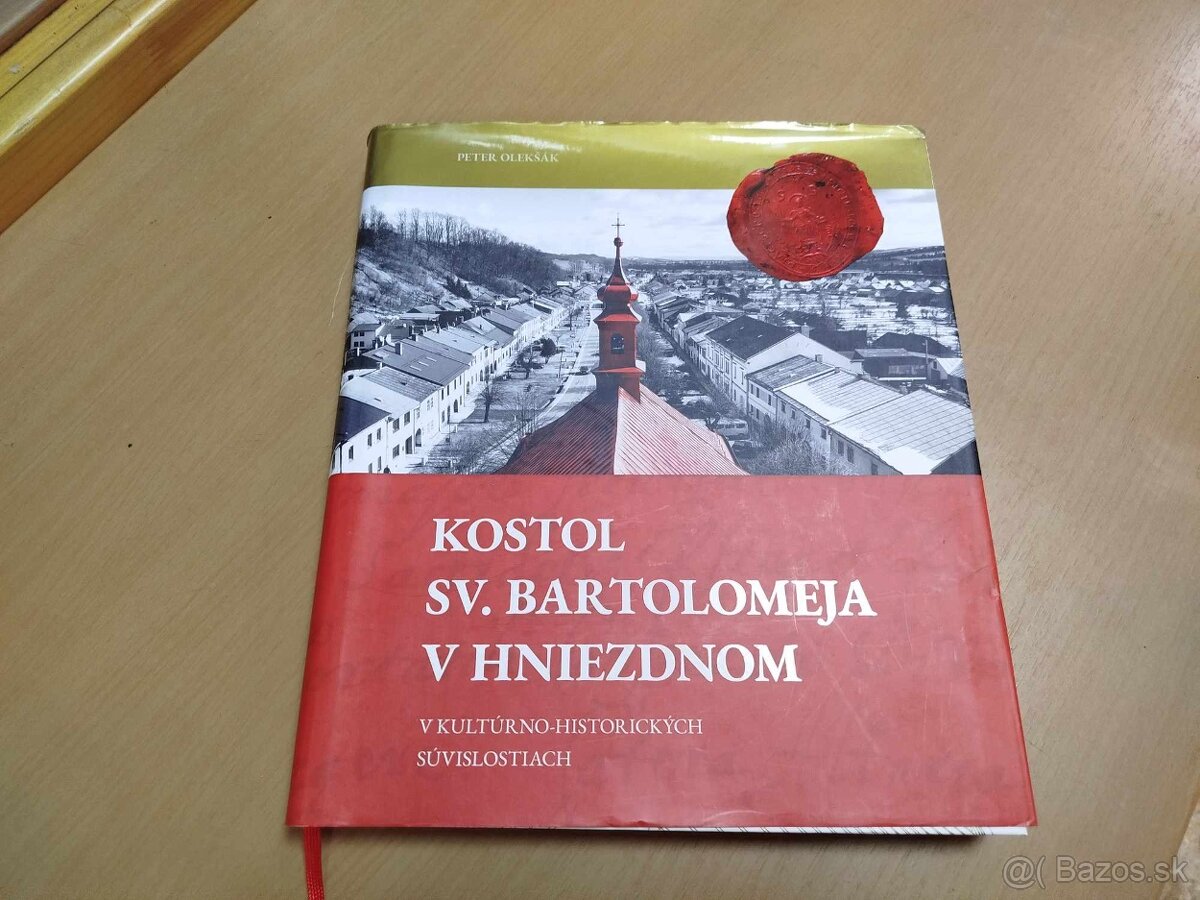 PETER OLEKŠÁK
KOSTOL
SV. BARTOLOMEJA
V HNIEZDNOM
V KULTÚRNO-HISTORICKÝCH
SÚVISLOSTIACH
@( Bazos.sk